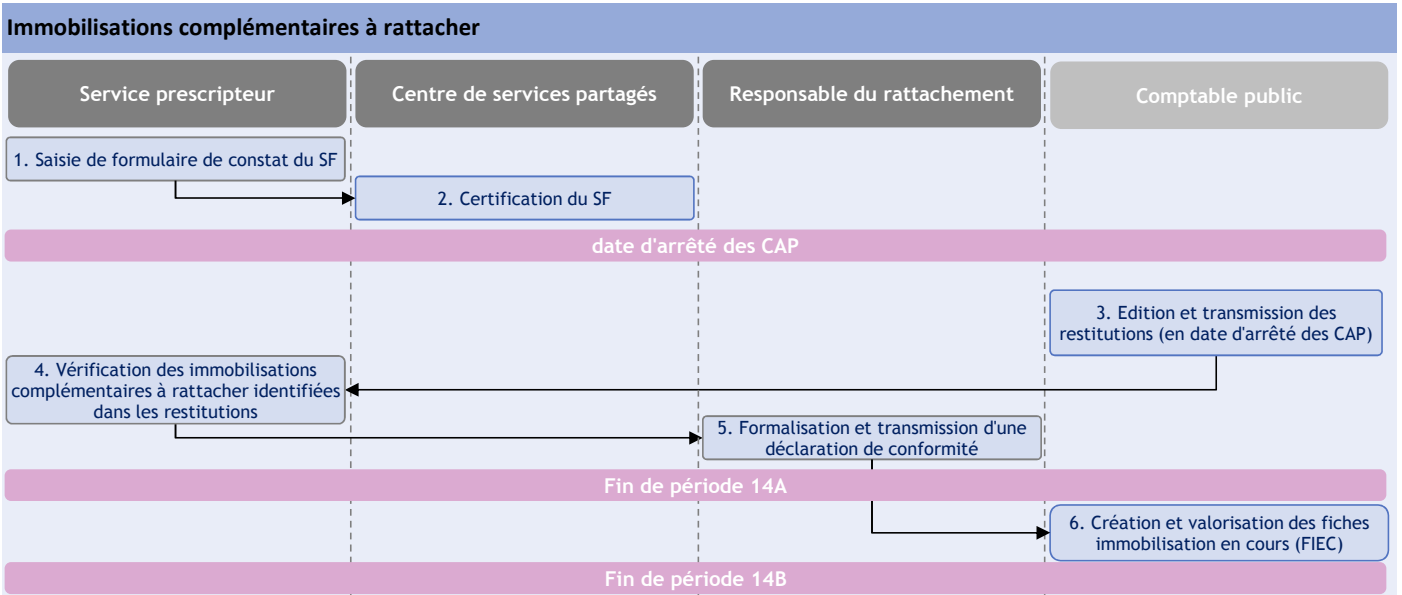 Immobilisations complémentaires à rattacher
Service prescripteur
Centre de services partagés
Responsable du rattachement
Comptable public
1. Saisie de formulaire de constat du SF
2. Certification du SF
date d'arrêté des CAP
3. Edition et transmission des
restitutions (en date d'arrêté des CAP)
4. Vérification des immobilisations
complémentaires à rattacher identifiées
dans les restitutions
5. Formalisation et transmission d'une
déclaration de conformité
Fin de période 14A
6. Création et valorisation des fiches
immobilisation en cours (FIEC)
Fin de période 14B